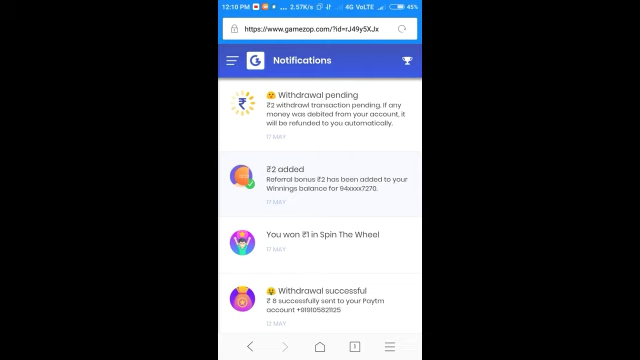 12:10 PM ... 2.57K/s 4G VoLTE 45%
https://www.gamezop.com/?id=rJ49y5XJx
G Notifications
Withdrawal pending
₹2 withdrawl transaction pending. If any
money was debited from your account, it
will be refunded to you automatically.
17 MAY
₹2 added
Referral bonus ₹2 has been added to your
Winnings balance for 94xxxx7270.
17 MAY
You won ₹1 in Spin The Wheel
17 MAY
Withdrawal successful
₹ 8 successfully sent to your Paytm
account +919105821125
12 MAY
1